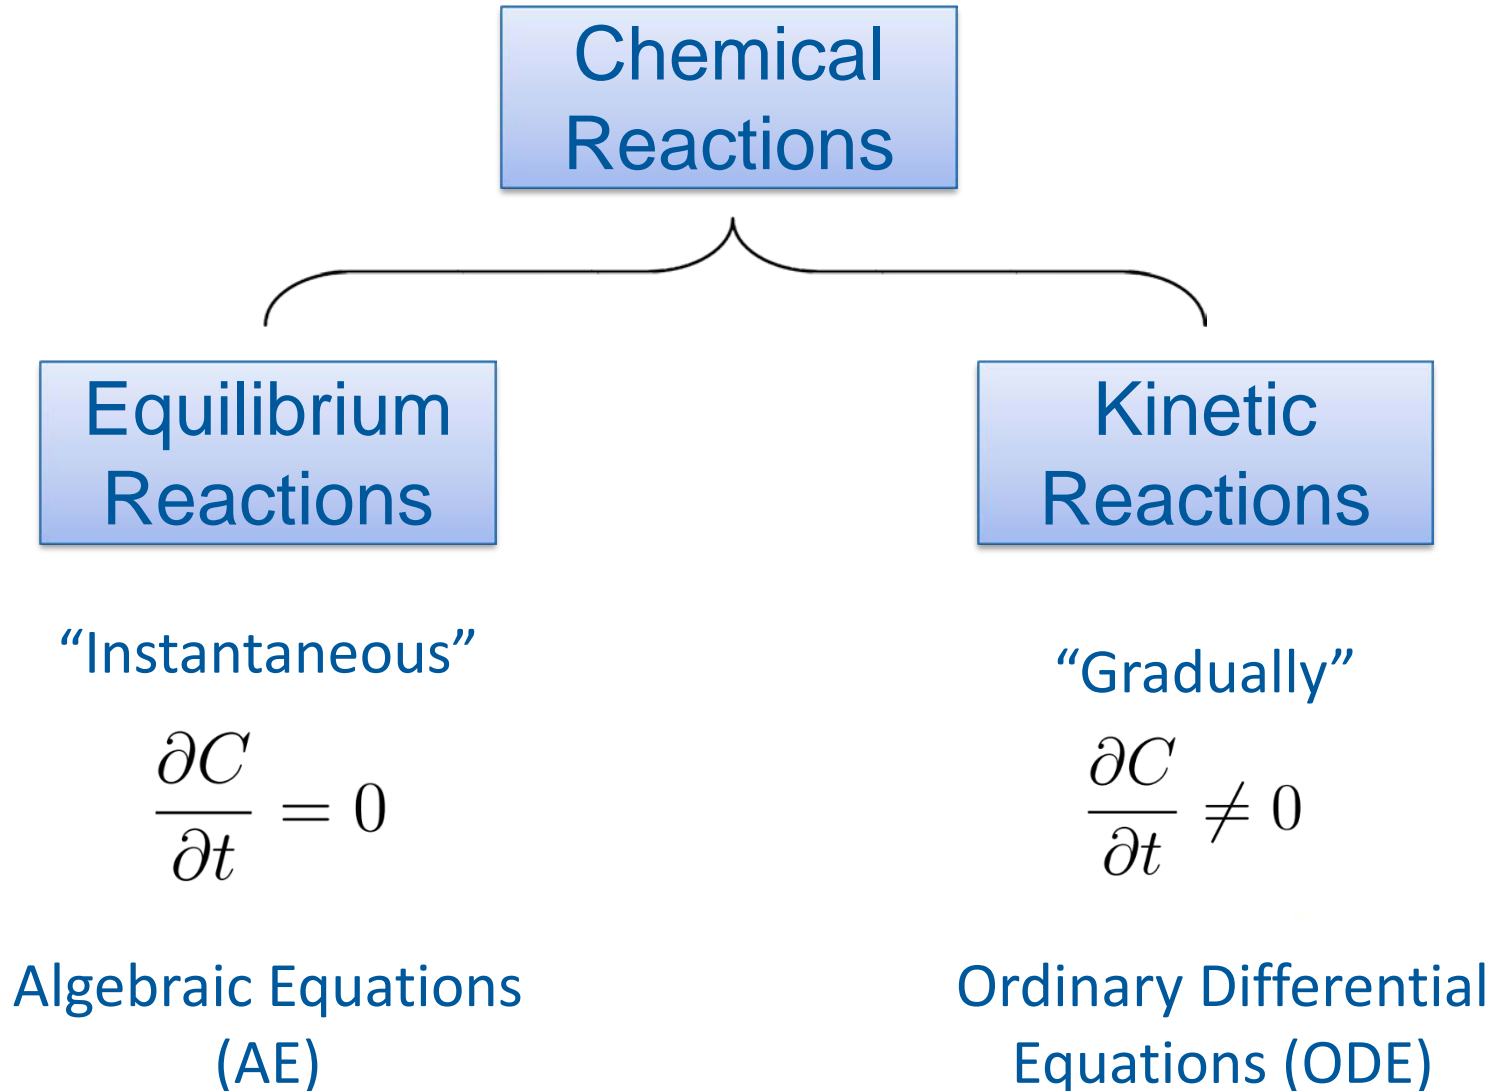 Chemical
Reactions
Equilibrium
Reactions
“Instantaneous”
∂C/∂t = 0
Algebraic Equations
(AE)
Kinetic
Reactions
“Gradually”
∂C/∂t ≠ 0
Ordinary Differential
Equations (ODE)